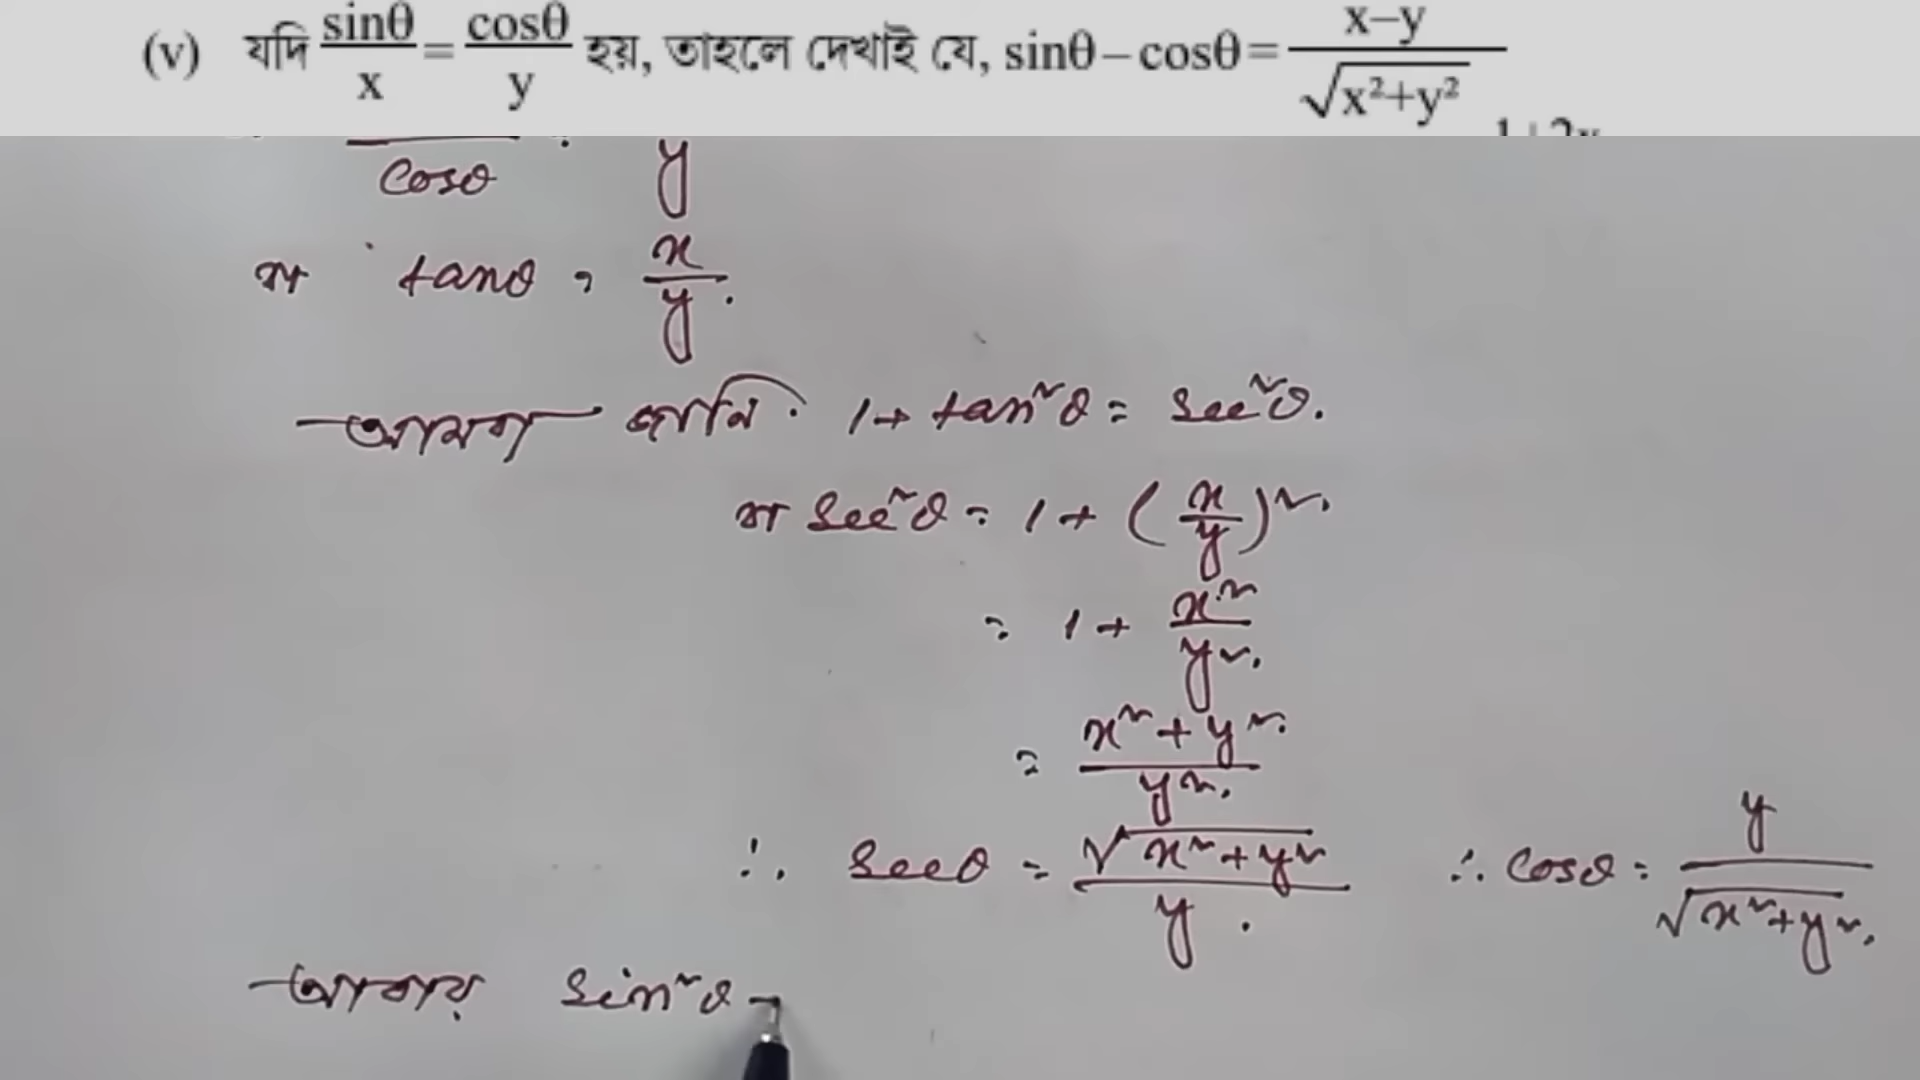 (v) যদি sinθ/x = cosθ/y হয়, তাহলে দেখাই যে, sinθ – cosθ = x–y/√x²+y²
cosθ y
বা tanθ = x/y.
আমরা জানি. 1+ tan²θ = sec²θ.
বা sec²θ = 1 + (x/y)².
= 1 + x²/y².
= x² + y²/y².
∴ secθ = √x²+y²/y. ∴ cosθ = y/√x²+y².
আবার sin²θ =